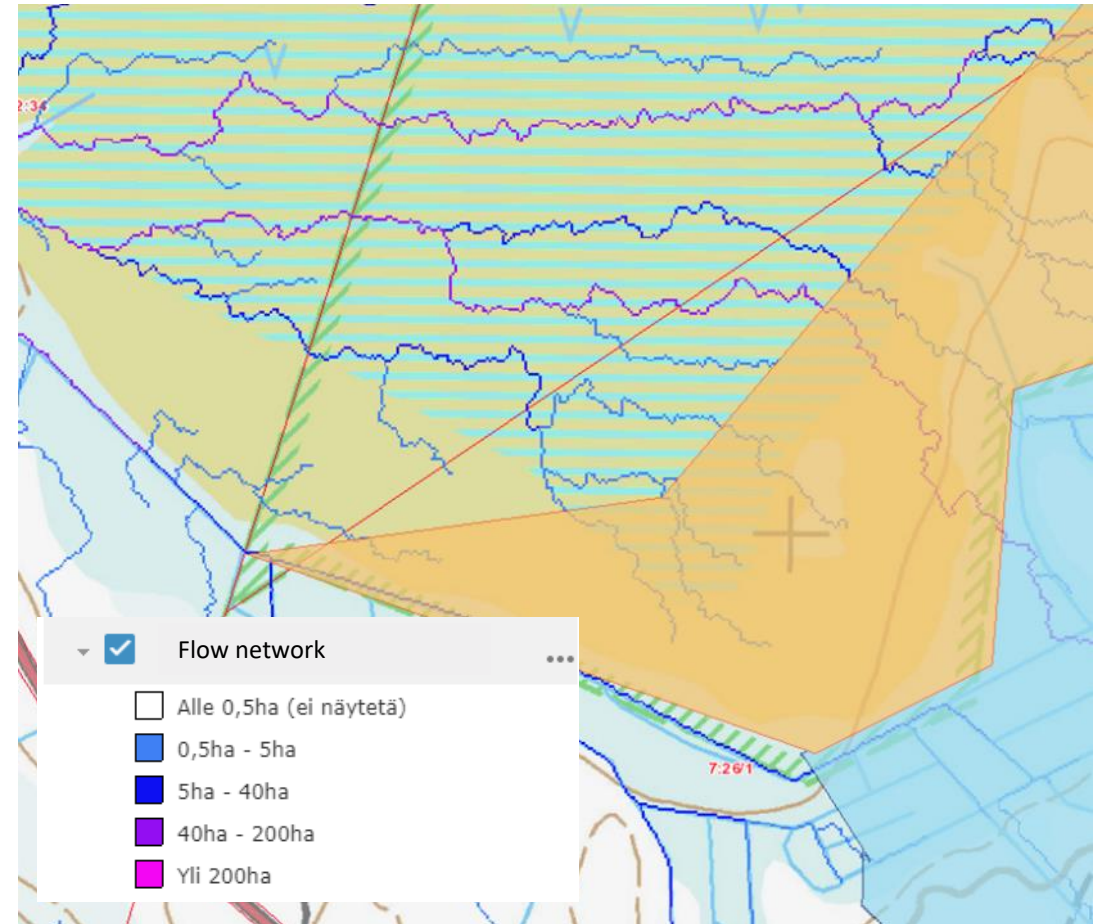 2:34
7:26/1
Flow network
Alle 0,5ha (ei näytetä)
0,5ha - 5ha
5ha - 40ha
40ha - 200ha
Yli 200ha